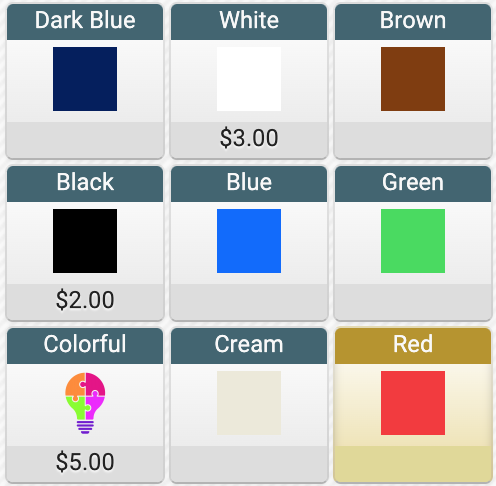 Dark Blue
White
$3.00
Brown
Black
$2.00
Blue
Green
Colorful
$5.00
Cream
Red